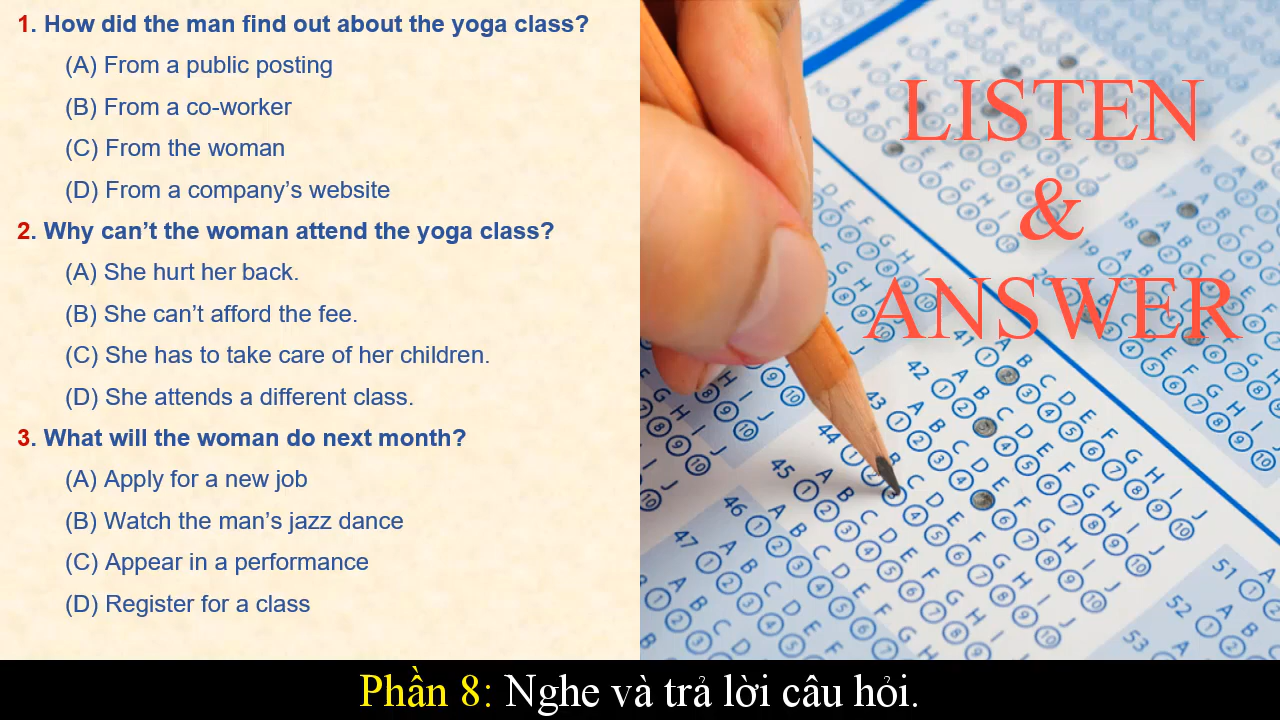 1. How did the man find out about the yoga class?
(A) From a public posting
(B) From a co-worker
(C) From the woman
(D) From a company’s website
2. Why can’t the woman attend the yoga class?
(A) She hurt her back.
(B) She can’t afford the fee.
(C) She has to take care of her children.
(D) She attends a different class.
3. What will the woman do next month?
(A) Apply for a new job
(B) Watch the man’s jazz dance
(C) Appear in a performance
(D) Register for a class
LISTEN
&
ANSWER
Phần 8: Nghe và trả lời câu hỏi.